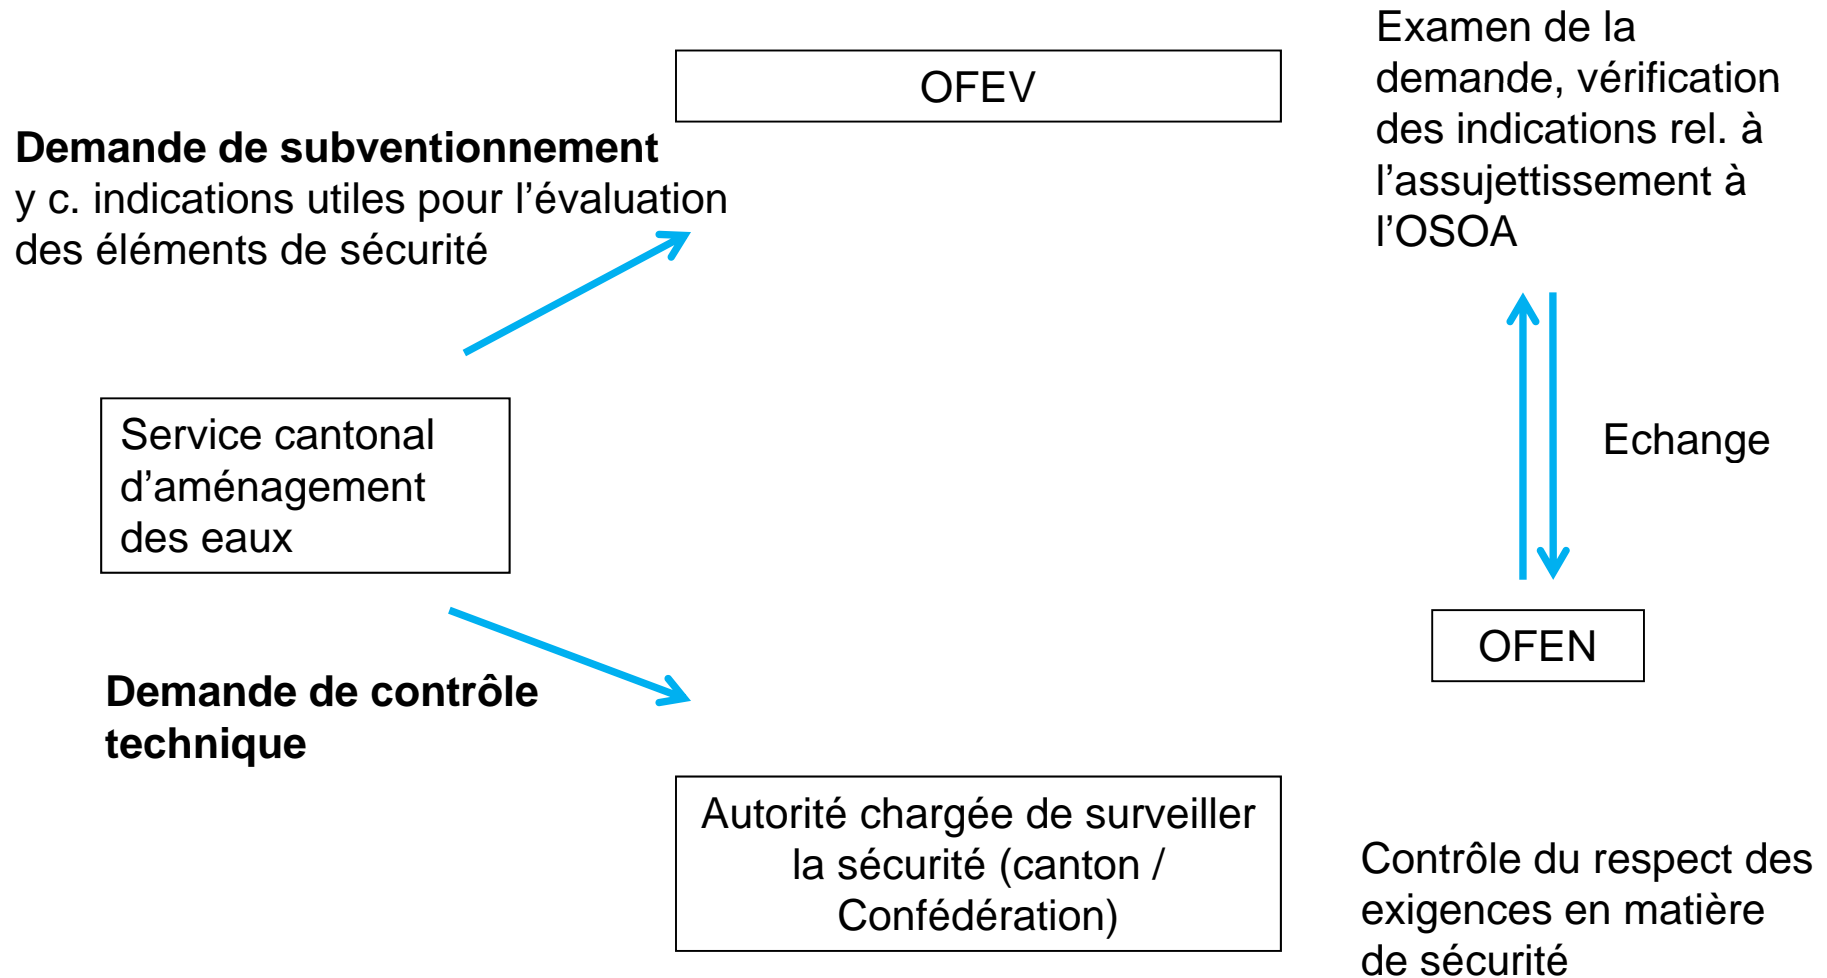 OFEV
Examen de la
demande, vérification
des indications rel. à
l’assujettissement à
l’OSOA
Demande de subventionnement
y c. indications utiles pour l’évaluation
des éléments de sécurité
Service cantonal
d’aménagement
des eaux
Echange
OFEN
Demande de contrôle
technique
Autorité chargée de surveiller
la sécurité (canton /
Confédération)
Contrôle du respect des
exigences en matière
de sécurité